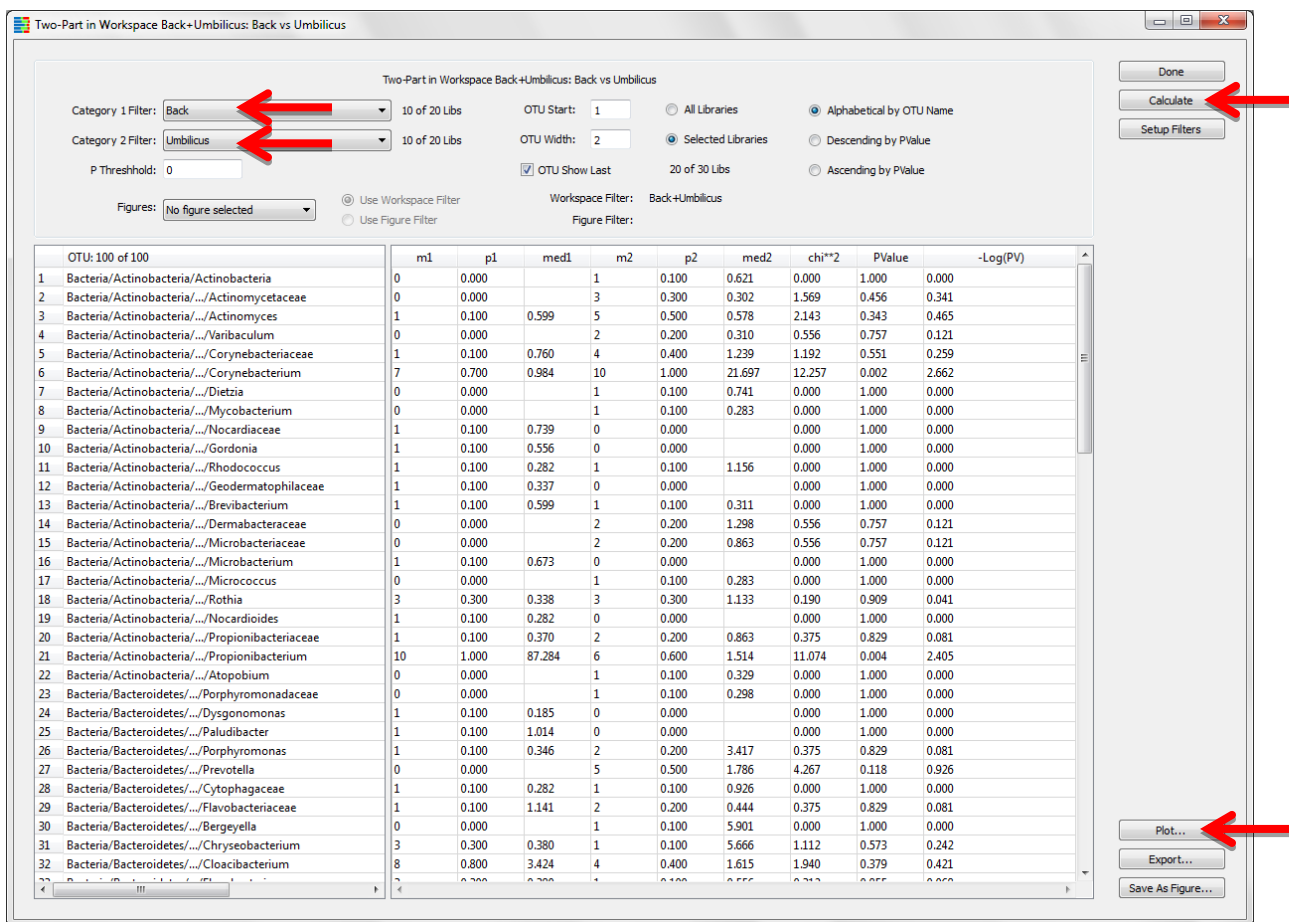 Two-Part in Workspace Back+Umbilicus: Back vs Umbilicus
Two-Part in Workspace Back+Umbilicus: Back vs Umbilicus
Done
Category 1 Filter: Back 10 of 20 Libs OTU Start: 1 All Libraries Alphabetical by OTU Name Calculate
Category 2 Filter: Umbilicus 10 of 20 Libs OTU Width: 2 Selected Libraries Descending by PValue Setup Filters
P Threshhold: 0 OTU Show Last 20 of 30 Libs Ascending by PValue
Figures: No figure selected Use Workspace Filter Workspace Filter: Back+Umbilicus
Use Figure Filter Figure Filter:
OTU: 100 of 100 m1 p1 med1 m2 p2 med2 chi**2 PValue -Log(PV)
1 Bacteria/Actinobacteria/Actinobacteria 0 0.000 1 0.100 0.621 0.000 1.000 0.000
2 Bacteria/Actinobacteria/.../Actinomycetaceae 0 0.000 3 0.300 0.302 1.569 0.456 0.341
3 Bacteria/Actinobacteria/.../Actinomyces 1 0.100 0.599 5 0.500 0.578 2.143 0.343 0.465
4 Bacteria/Actinobacteria/.../Varibaculum 0 0.000 2 0.200 0.310 0.556 0.757 0.121
5 Bacteria/Actinobacteria/.../Corynebacteriaceae 1 0.100 0.760 4 0.400 1.239 1.192 0.551 0.259
6 Bacteria/Actinobacteria/.../Corynebacterium 7 0.700 0.984 10 1.000 21.697 12.257 0.002 2.662
7 Bacteria/Actinobacteria/.../Dietzia 0 0.000 1 0.100 0.741 0.000 1.000 0.000
8 Bacteria/Actinobacteria/.../Mycobacterium 0 0.000 1 0.100 0.283 0.000 1.000 0.000
9 Bacteria/Actinobacteria/.../Nocardiaceae 1 0.100 0.739 0 0.000 0.000 1.000 0.000
10 Bacteria/Actinobacteria/.../Gordonia 1 0.100 0.556 0 0.000 0.000 1.000 0.000
11 Bacteria/Actinobacteria/.../Rhodococcus 1 0.100 0.282 1 0.100 1.156 0.000 1.000 0.000
12 Bacteria/Actinobacteria/.../Geodermatophilaceae 1 0.100 0.337 0 0.000 0.000 1.000 0.000
13 Bacteria/Actinobacteria/.../Brevibacterium 1 0.100 0.599 1 0.100 0.311 0.000 1.000 0.000
14 Bacteria/Actinobacteria/.../Dermabacteraceae 0 0.000 2 0.200 1.298 0.556 0.757 0.121
15 Bacteria/Actinobacteria/.../Microbacteriaceae 0 0.000 2 0.200 0.863 0.556 0.757 0.121
16 Bacteria/Actinobacteria/.../Microbacterium 1 0.100 0.673 0 0.000 0.000 1.000 0.000
17 Bacteria/Actinobacteria/.../Micrococcus 0 0.000 1 0.100 0.283 0.000 1.000 0.000
18 Bacteria/Actinobacteria/.../Rothia 3 0.300 0.338 3 0.300 1.133 0.190 0.909 0.041
19 Bacteria/Actinobacteria/.../Nocardioides 1 0.100 0.282 0 0.000 0.000 1.000 0.000
20 Bacteria/Actinobacteria/.../Propionibacteriaceae 1 0.100 0.370 2 0.200 0.863 0.375 0.829 0.081
21 Bacteria/Actinobacteria/.../Propionibacterium 10 1.000 87.284 6 0.600 1.514 11.074 0.004 2.405
22 Bacteria/Actinobacteria/.../Atopobium 0 0.000 1 0.100 0.329 0.000 1.000 0.000
23 Bacteria/Bacteroidetes/.../Porphyromonadaceae 0 0.000 1 0.100 0.298 0.000 1.000 0.000
24 Bacteria/Bacteroidetes/.../Dysgonomonas 1 0.100 0.185 0 0.000 0.000 1.000 0.000
25 Bacteria/Bacteroidetes/.../Paludibacter 1 0.100 1.014 0 0.000 0.000 1.000 0.000
26 Bacteria/Bacteroidetes/.../Porphyromonas 1 0.100 0.346 2 0.200 3.417 0.375 0.829 0.081
27 Bacteria/Bacteroidetes/.../Prevotella 0 0.000 5 0.500 1.786 4.267 0.118 0.926
28 Bacteria/Bacteroidetes/.../Cytophagaceae 1 0.100 0.282 1 0.100 0.926 0.000 1.000 0.000
29 Bacteria/Bacteroidetes/.../Flavobacteriaceae 1 0.100 1.141 2 0.200 0.444 0.375 0.829 0.081
30 Bacteria/Bacteroidetes/.../Bergeyella 0 0.000 1 0.100 5.901 0.000 1.000 0.000
31 Bacteria/Bacteroidetes/.../Chryseobacterium 3 0.300 0.380 1 0.100 5.666 1.112 0.573 0.242
32 Bacteria/Bacteroidetes/.../Cloacibacterium 8 0.800 3.424 4 0.400 1.615 1.940 0.379 0.421
Plot...
Export...
Save As Figure...